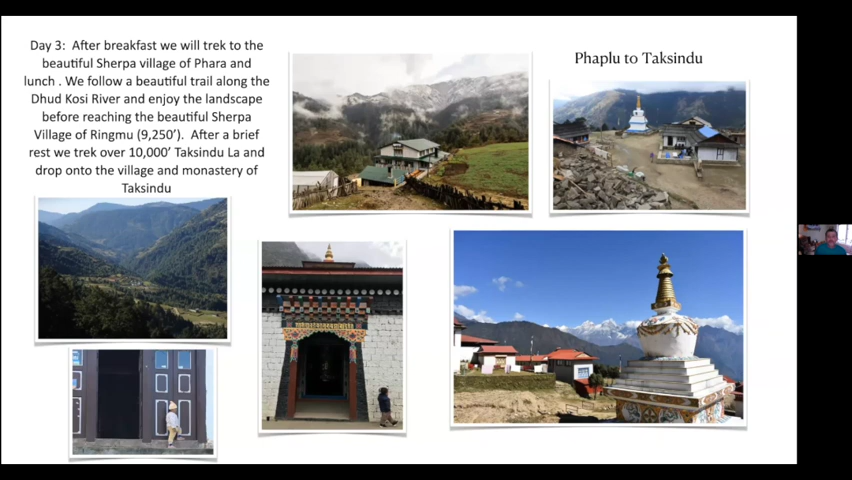 Day 3:  After breakfast we will trek to the
beautiful Sherpa village of Phara and
lunch . We follow a beautiful trail along the
Dhud Kosi River and enjoy the landscape
before reaching the beautiful Sherpa
Village of Ringmu (9,250’).  After a brief
rest we trek over 10,000’ Taksindu La and
drop onto the village and monastery of
Taksindu
Phaplu to Taksindu